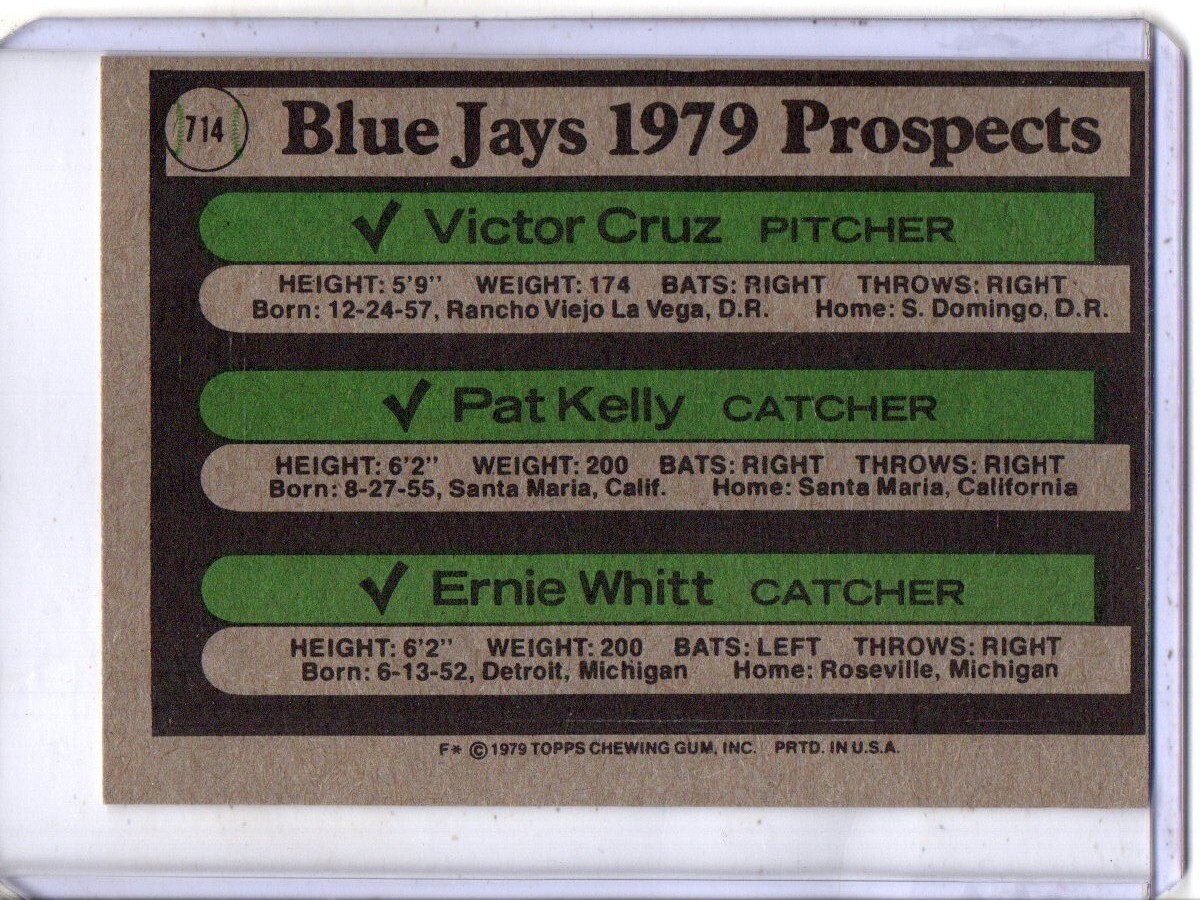 714 Blue Jays 1979 Prospects
✓ Victor Cruz PITCHER
HEIGHT: 5'9" WEIGHT: 174 BATS: RIGHT THROWS: RIGHT
Born: 12-24-57, Rancho Viejo La Vega, D.R. Home: S. Domingo, D.R.
✓ Pat Kelly CATCHER
HEIGHT: 6'2" WEIGHT: 200 BATS: RIGHT THROWS: RIGHT
Born: 8-27-55, Santa Maria, Calif. Home: Santa Maria, California
✓ Ernie Whitt CATCHER
HEIGHT: 6'2" WEIGHT: 200 BATS: LEFT THROWS: RIGHT
Born: 6-13-52, Detroit, Michigan Home: Roseville, Michigan
F* © 1979 TOPPS CHEWING GUM, INC. PRTD. IN U.S.A.